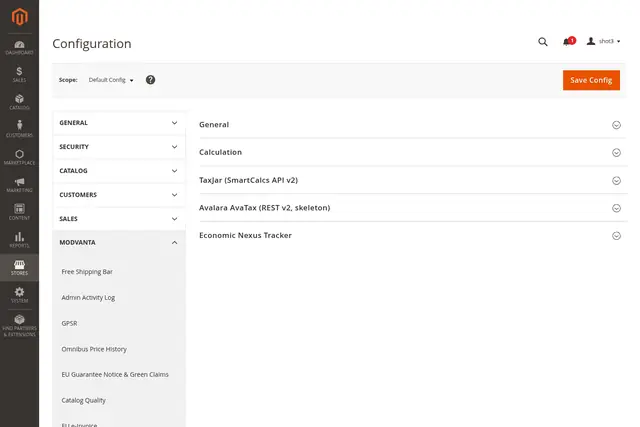 Configuration
1
shot3
Scope:
Default Config
?
Save Config
DASHBOARD
SALES
CATALOG
CUSTOMERS
MARKETPLACE
MARKETING
CONTENT
REPORTS
STORES
SYSTEM
FIND PARTNERS
& EXTENSIONS
GENERAL
SECURITY
CATALOG
CUSTOMERS
SALES
MODVANTA
Free Shipping Bar
Admin Activity Log
GPSR
Omnibus Price History
EU Guarantee Notice & Green Claims
Catalog Quality
EU e-Invoice
General
Calculation
TaxJar (SmartCalcs API v2)
Avalara AvaTax (REST v2, skeleton)
Economic Nexus Tracker